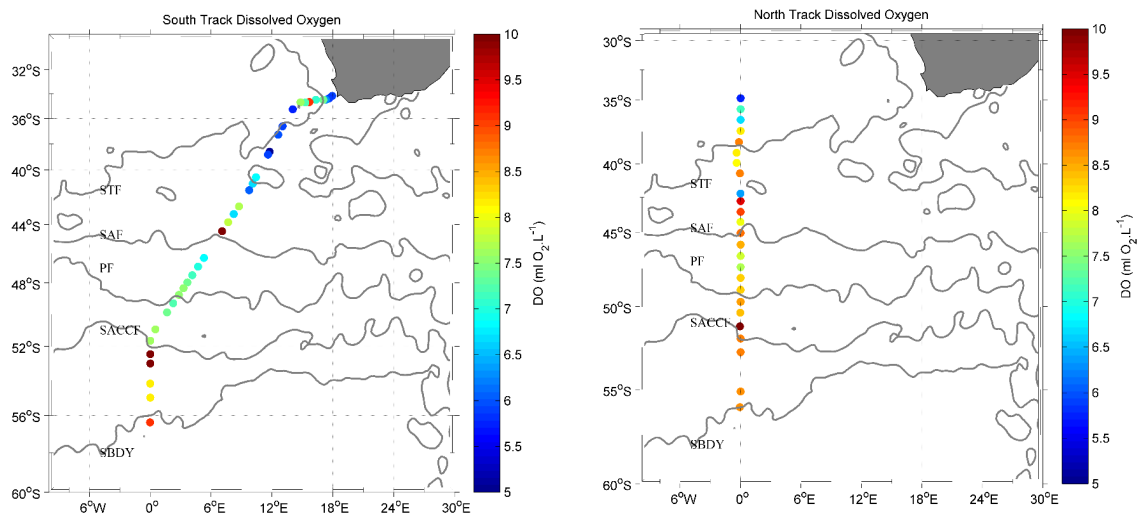 South Track Dissolved Oxygen
32°S
36°S
40°S
44°S
48°S
52°S
56°S
60°S
STF
SAF
PF
SACCF
SBDY
6°W
0°
6°E
12°E
18°E
24°E
30°E
10
9.5
9
8.5
8
7.5
7
6.5
6
5.5
5
DO (ml O₂.L⁻¹)
North Track Dissolved Oxygen
30°S
35°S
40°S
45°S
50°S
55°S
60°S
STF
SAF
PF
SACCF
SBDY
6°W
0°
6°E
12°E
18°E
24°E
30°E
10
9.5
9
8.5
8
7.5
7
6.5
6
5.5
5
DO (ml O₂.L⁻¹)